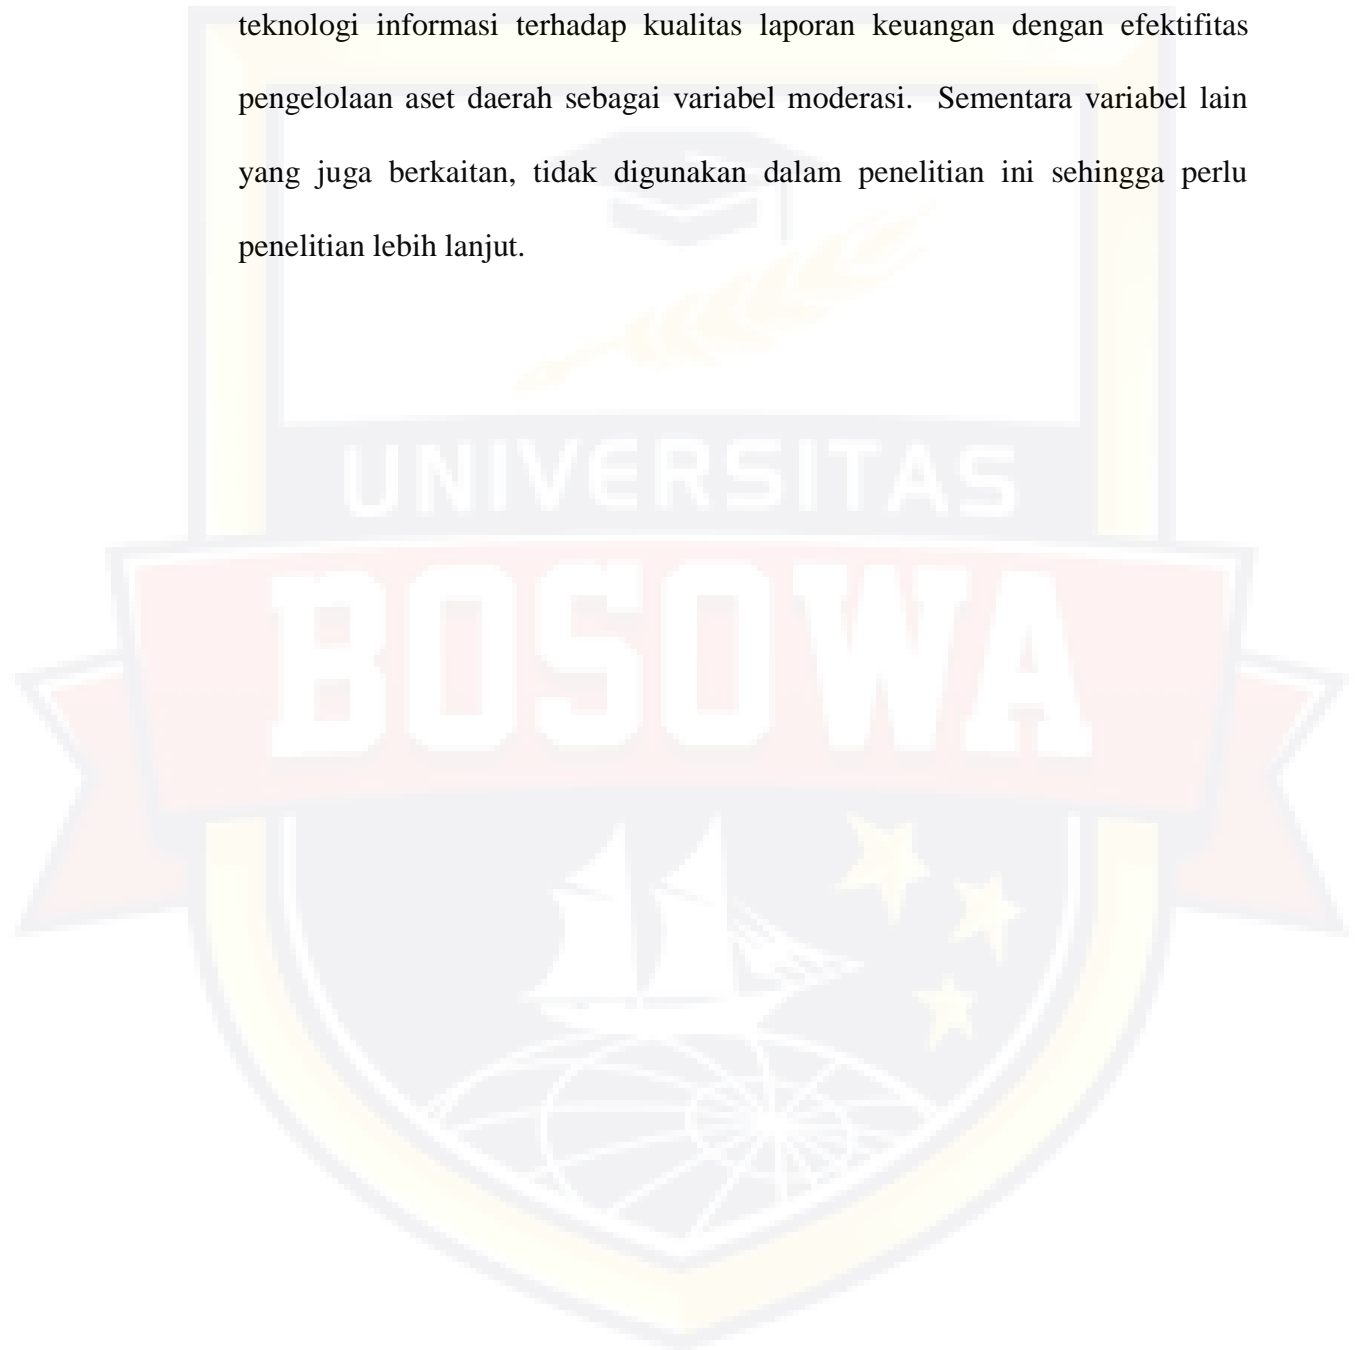 teknologi informasi terhadap kualitas laporan keuangan dengan efektifitas
pengelolaan aset daerah sebagai variabel moderasi. Sementara variabel lain
yang juga berkaitan, tidak digunakan dalam penelitian ini sehingga perlu
penelitian lebih lanjut.
UNIVERSITAS
BOSOWA